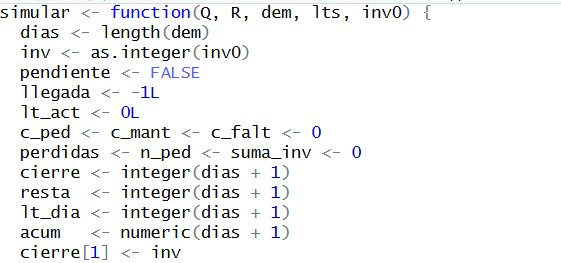 simular <- function(Q, R, dem, lts, inv0) {
  dias <- length(dem)
  inv <- as.integer(inv0)
  pendiente <- FALSE
  llegada <- -1L
  lt_act <- 0L
  c_ped <- c_mant <- c_falt <- 0
  perdidas <- n_ped <- suma_inv <- 0
  cierre <- integer(dias + 1)
  resta  <- integer(dias + 1)
  lt_dia <- integer(dias + 1)
  acum   <- numeric(dias + 1)
  cierre[1] <- inv